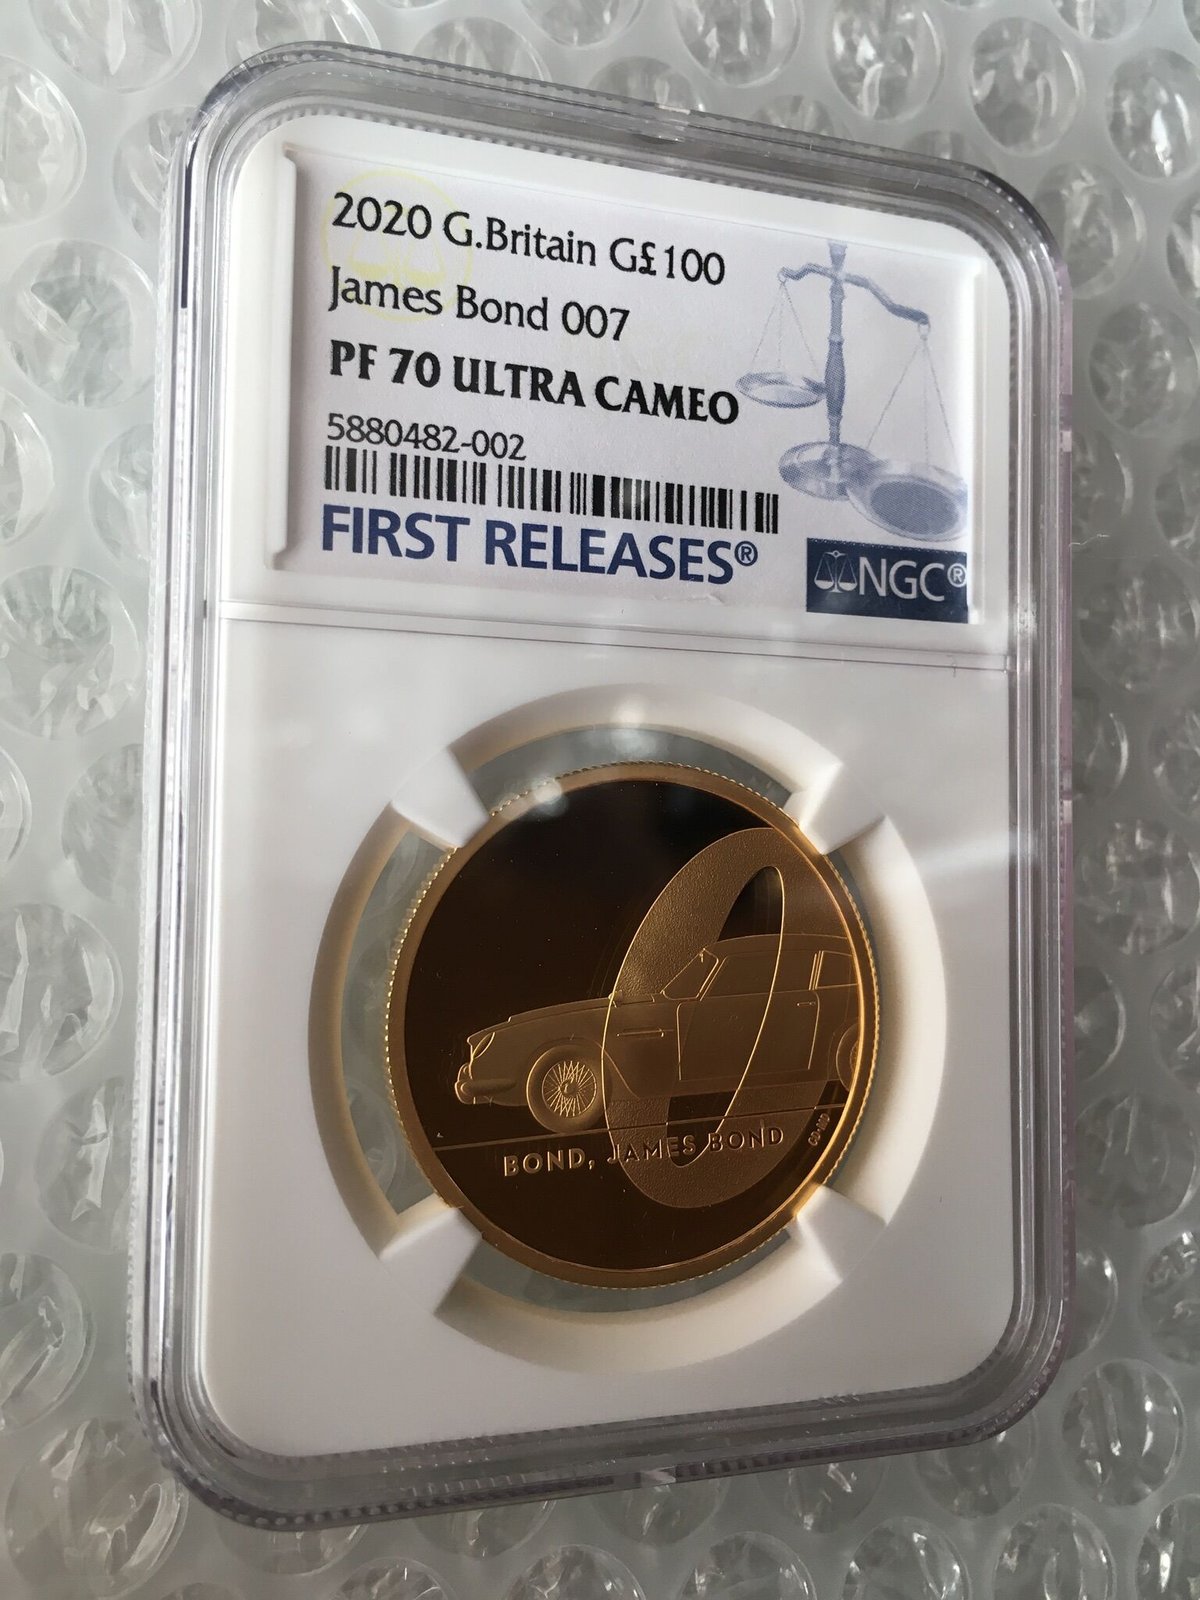 2020 G.Britain G£100
James Bond 007
PF 70 ULTRA CAMEO
5880482-002
FIRST RELEASES®
NGC®
BOND, JAMES BOND